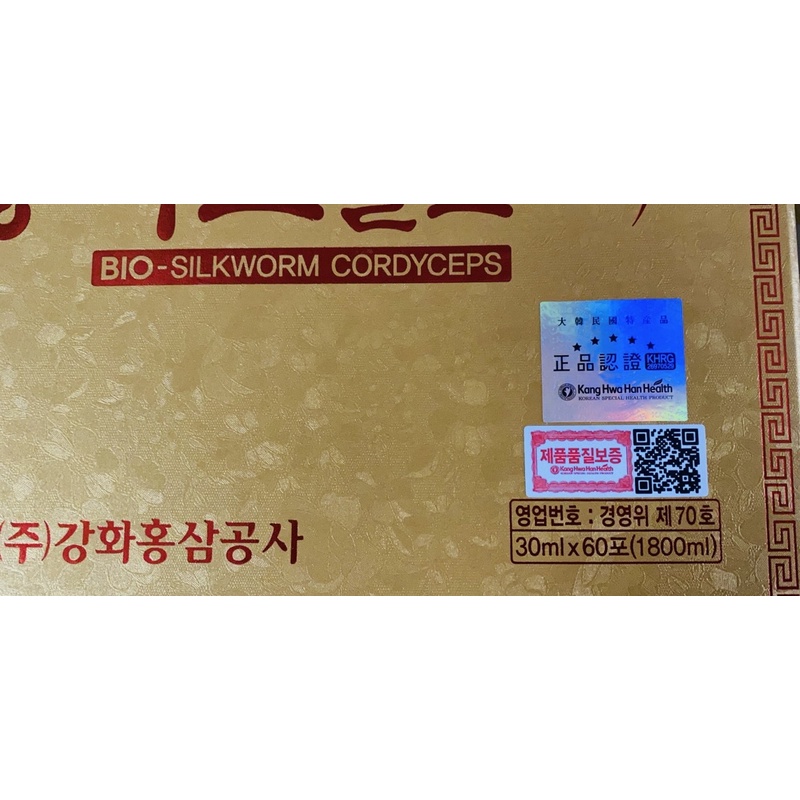 BIO-SILKWORM CORDYCEPS
大韓民國特産品
正品認證 KHRG
Kang Hwa Han Health
KOREAN SPECIAL HEALTH PRODUCT
제품품질보증
Kang Hwa Han Health
영업번호 : 경영위 제70호
30ml x 60포(1800ml)
(주)강화홍삼공사